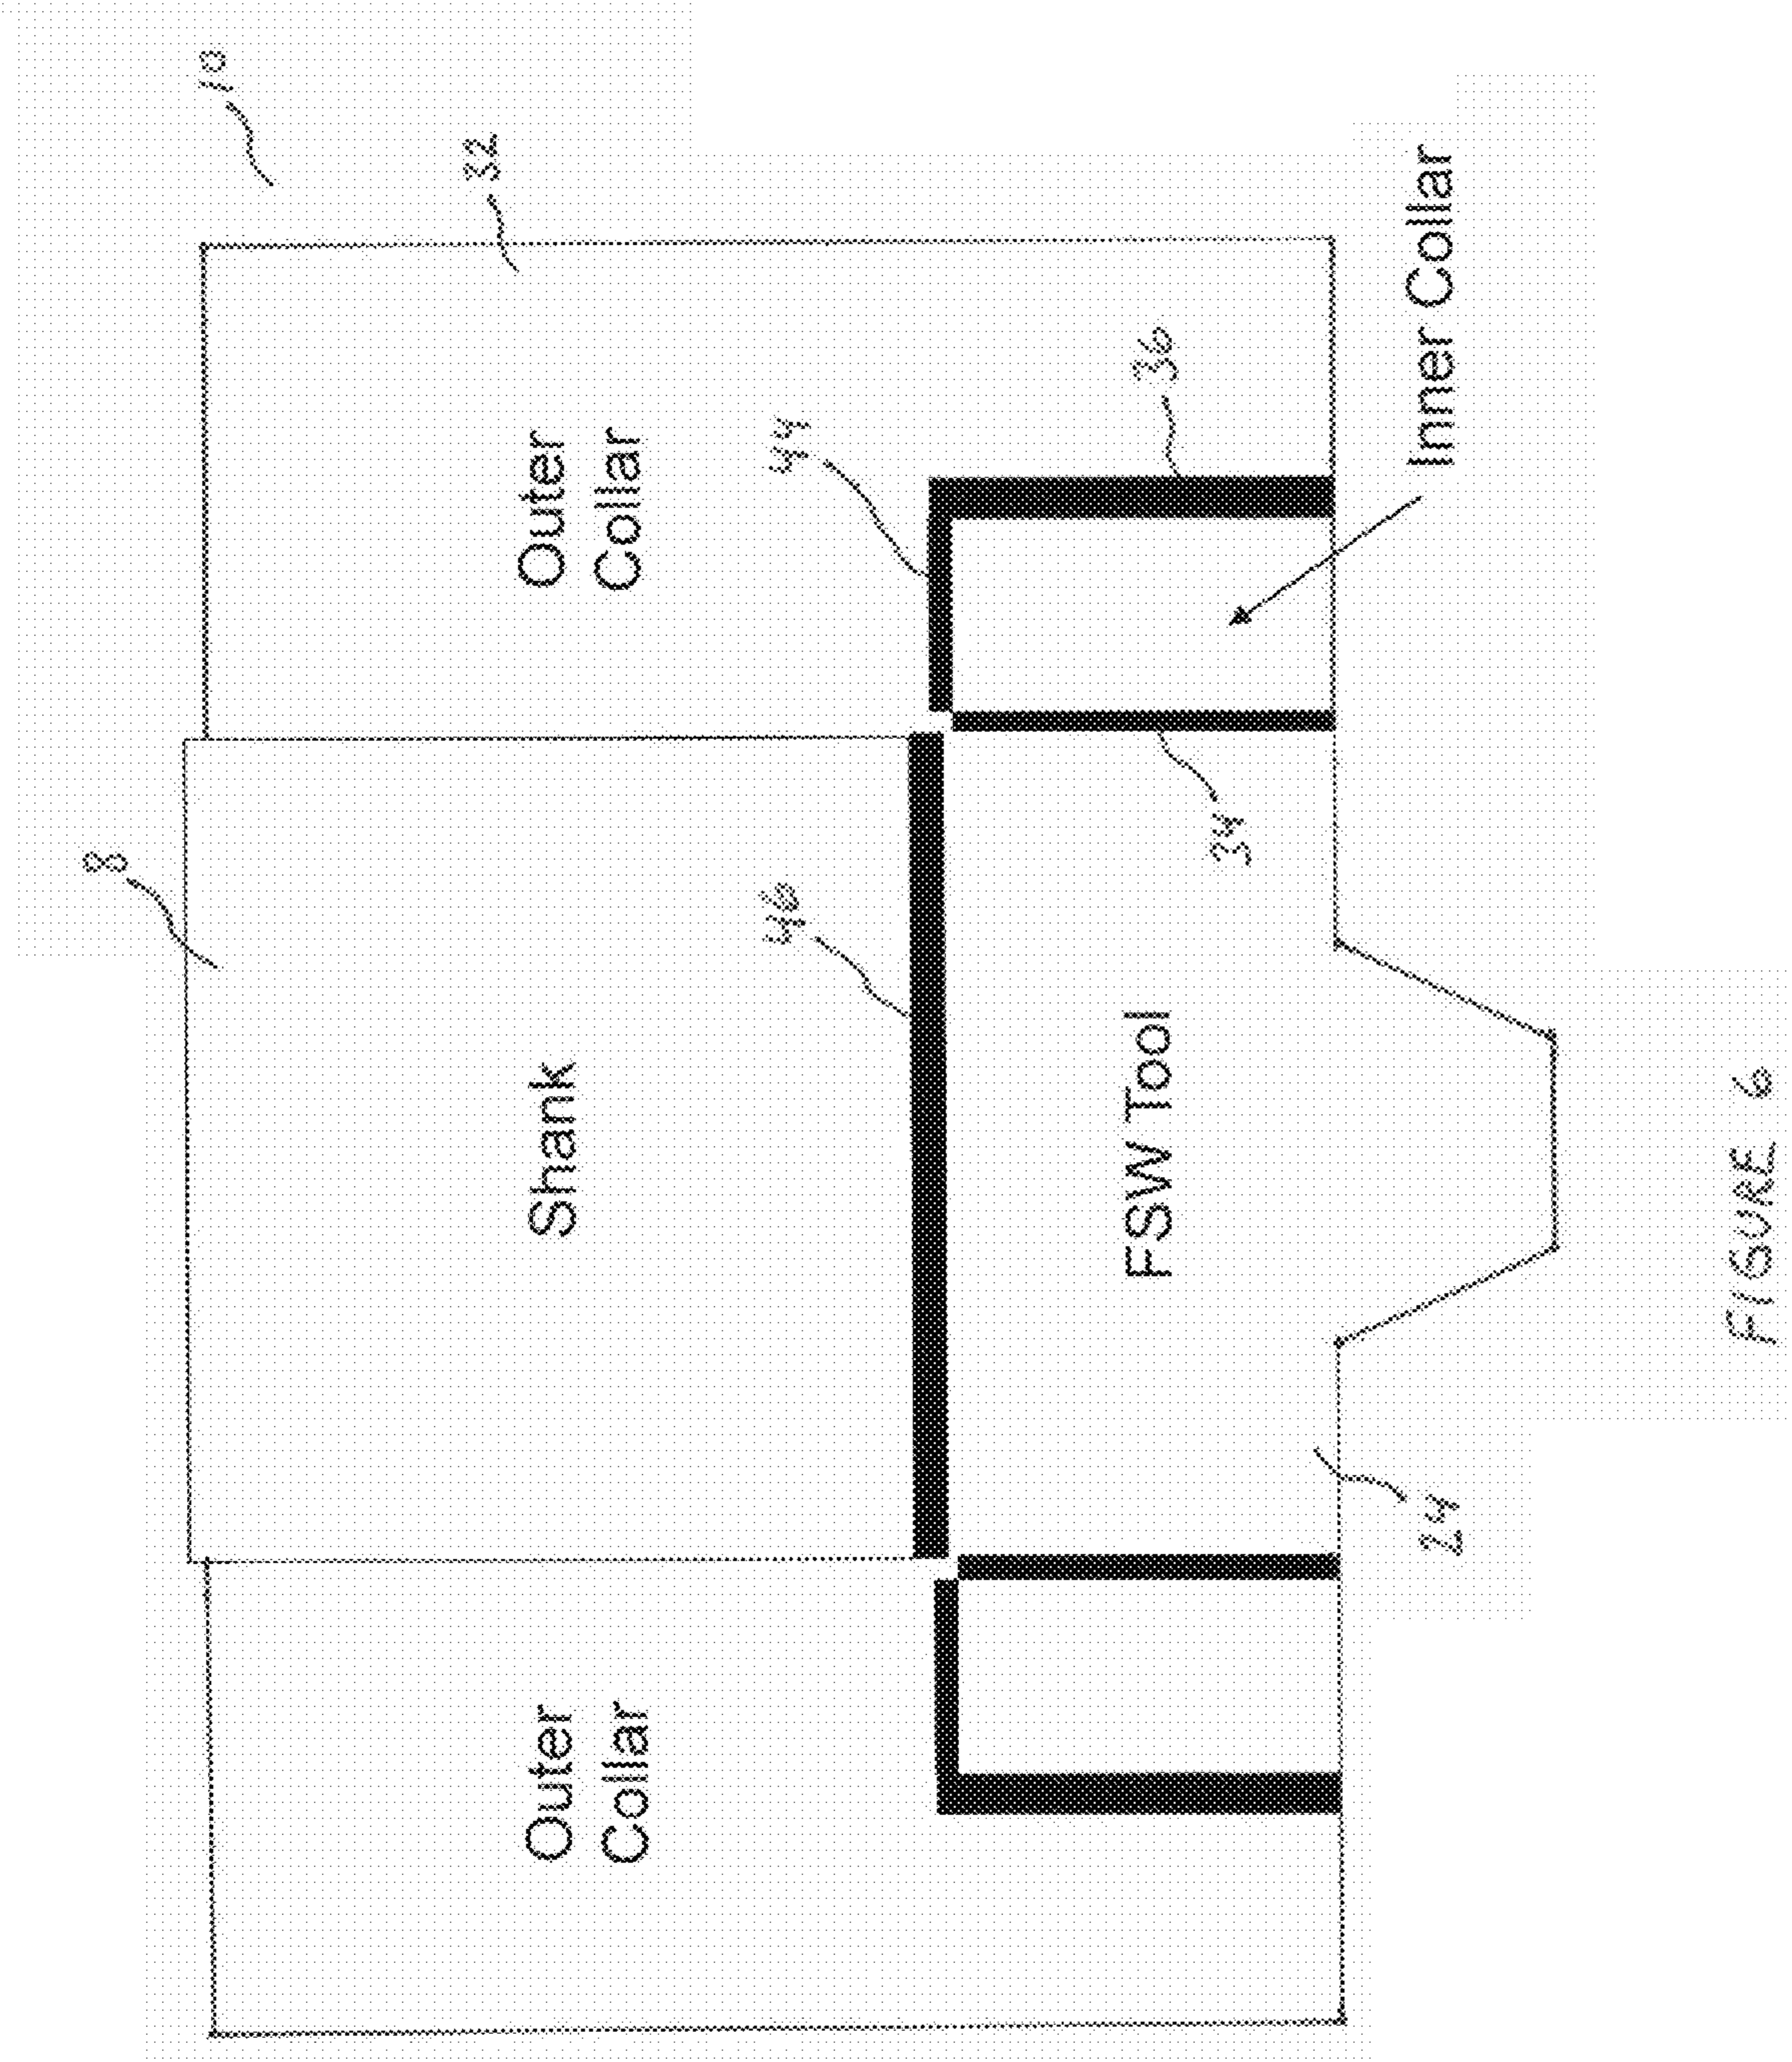 10
32
Outer
Collar
44
36
Inner Collar
8
Shank
46
34
FSW Tool
24
Outer
Collar
FIGURE 6